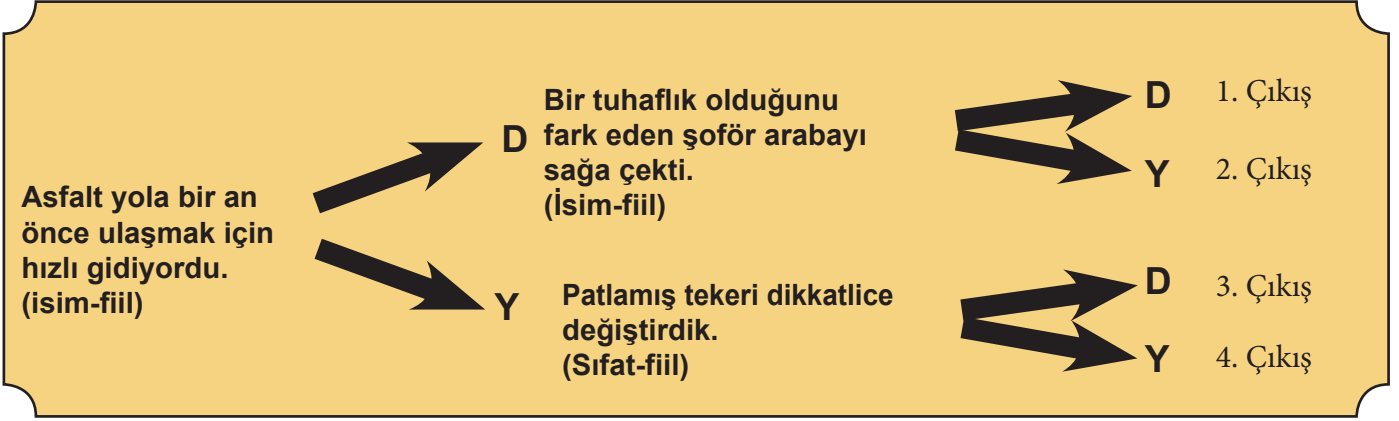 Asfalt yola bir an
önce ulaşmak için
hızlı gidiyordu.
(isim-fiil)
D
Bir tuhaflık olduğunu
fark eden şoför arabayı
sağa çekti.
(İsim-fiil)
D 1. Çıkış
Y 2. Çıkış
Y
Patlamış tekeri dikkatlice
değiştirdik.
(Sıfat-fiil)
D 3. Çıkış
Y 4. Çıkış